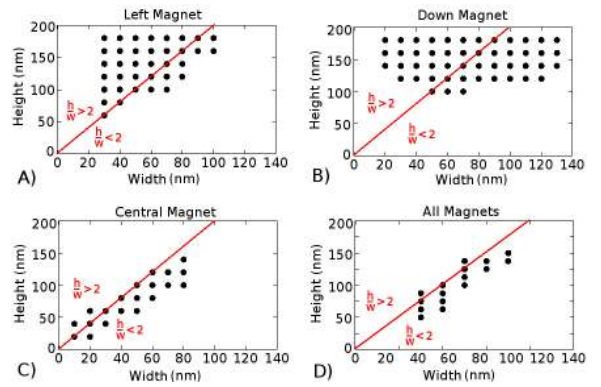 Left Magnet
Height (nm)
200
150
100
50
0
0 20 40 60 80 100 120 140
Width (nm)
h/w >2
h/w <2
A)
Down Magnet
Height (nm)
200
150
100
50
0
0 20 40 60 80 100 120 140
Width (nm)
h/w >2
h/w <2
B)
Central Magnet
Height (nm)
200
150
100
50
0
0 20 40 60 80 100 120 140
Width (nm)
h/w >2
h/w <2
C)
All Magnets
Height (nm)
200
150
100
50
0
0 20 40 60 80 100 120 140
Width (nm)
h/w >2
h/w <2
D)